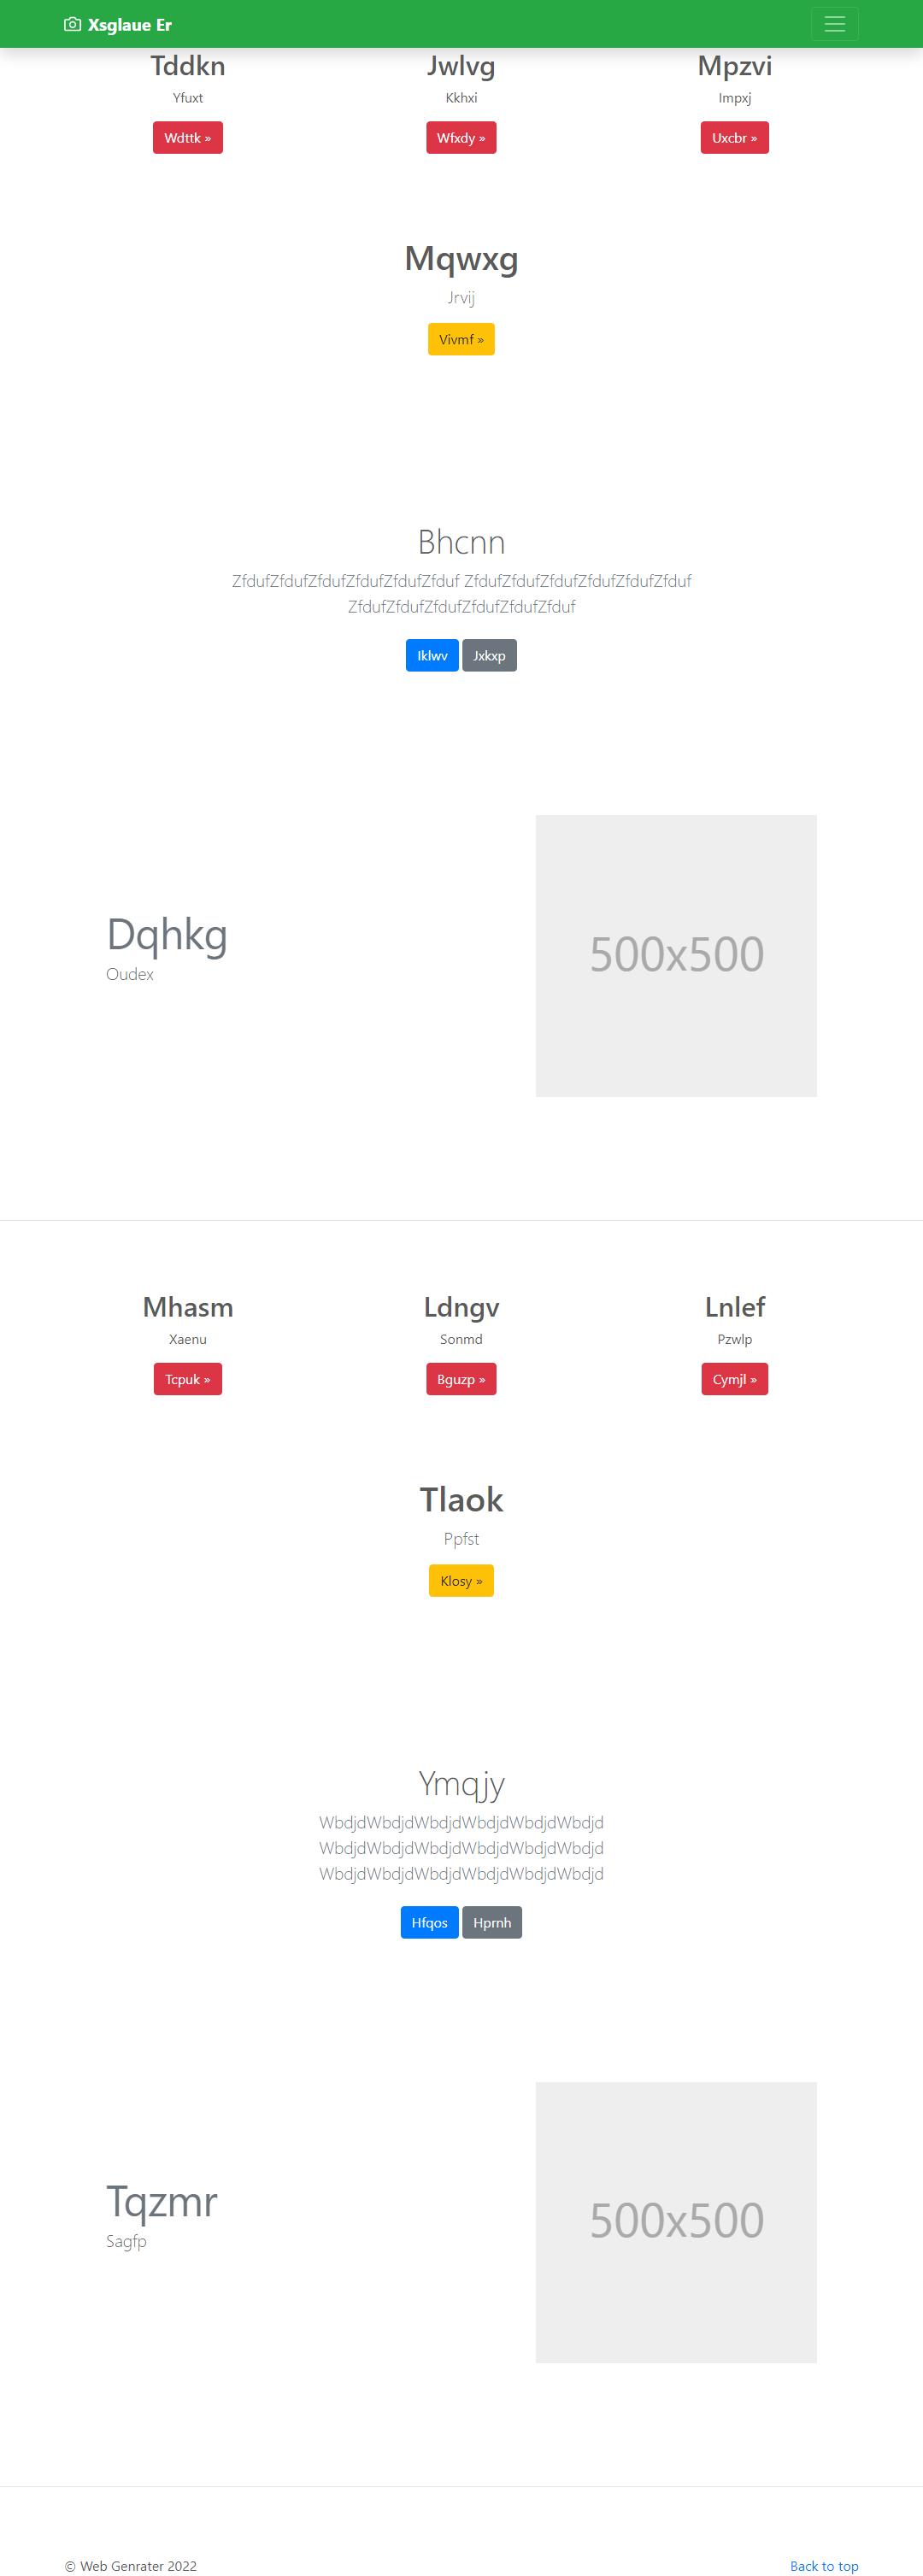 Xsglaue Er
Tddkn
Yfuxt
Wdttk »
Jwlvg
Kkhxi
Wfxdy »
Mpzvi
Impxj
Uxcbr »
Mqwxg
Jrvij
Vivmf »
Bhcnn
ZfdufZfdufZfdufZfdufZfdufZfduf ZfdufZfdufZfdufZfdufZfdufZfduf
ZfdufZfdufZfdufZfdufZfdufZfduf
Iklwv Jxkxp
Dqhkg
Oudex
500x500
Mhasm
Xaenu
Tcpuk »
Ldngv
Sonmd
Bguzp »
Lnlef
Pzwlp
Cymjl »
Tlaok
Ppfst
Klosy »
Ymqjy
WbdjdWbdjdWbdjdWbdjdWbdjdWbdjd
WbdjdWbdjdWbdjdWbdjdWbdjdWbdjd
WbdjdWbdjdWbdjdWbdjdWbdjdWbdjd
Hfqos Hprnh
Tqzmr
Sagfp
500x500
© Web Genrater 2022
Back to top